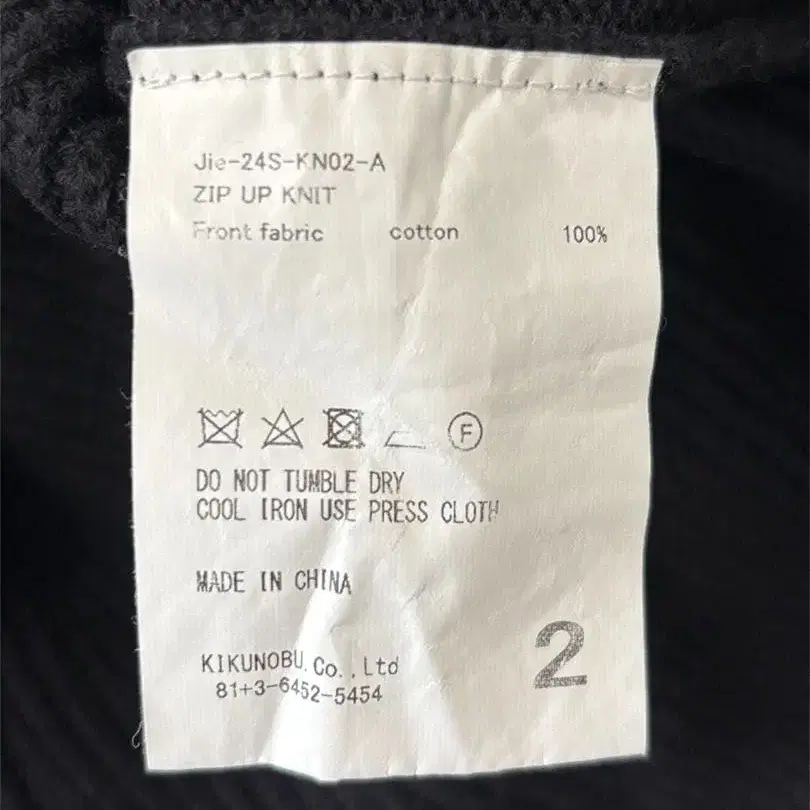 Jie-24S-KN02-A
ZIP UP KNIT
Front fabric cotton 100%
F
DO NOT TUMBLE DRY
COOL IRON USE PRESS CLOTH
MADE IN CHINA
KIKUNOBU.Co.,Ltd
81+3-6452-5454
2